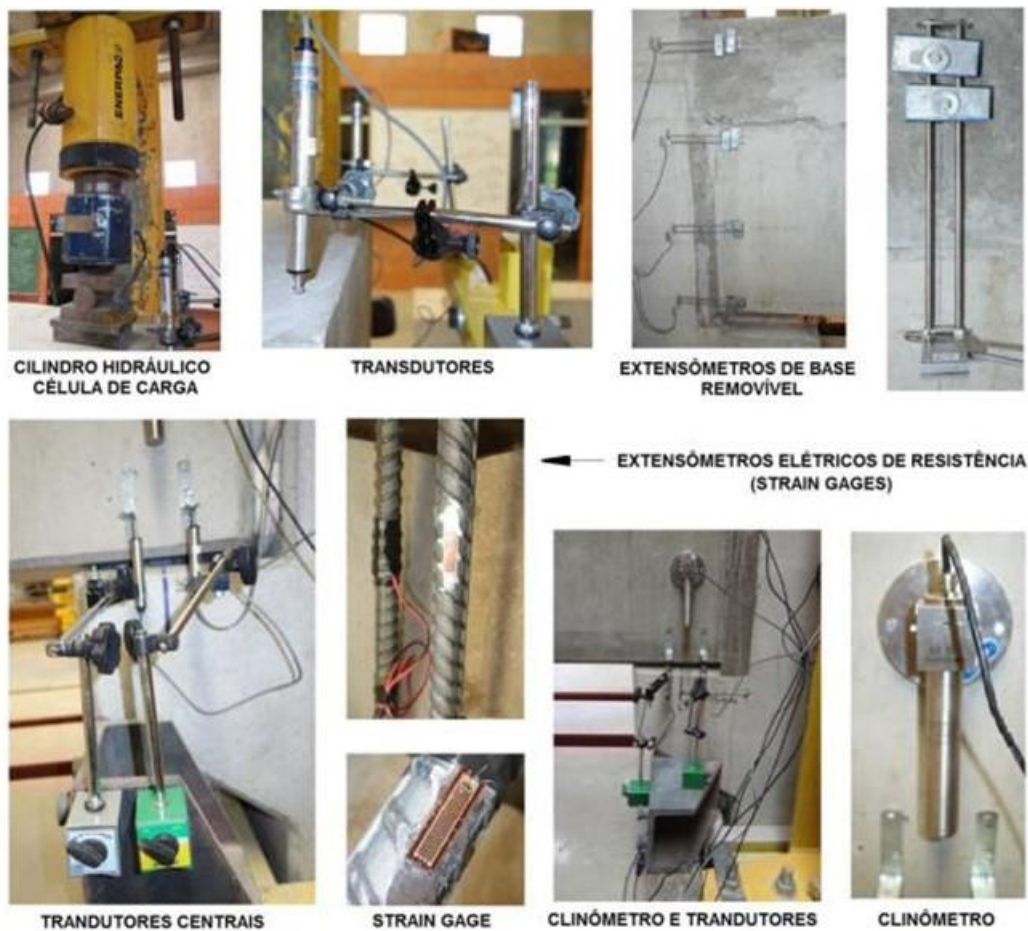 ENERPAC
CILINDRO HIDRÁULICO
CÉLULA DE CARGA
TRANSDUTORES
EXTENSÔMETROS DE BASE
REMOVÍVEL
EXTENSÔMETROS ELÉTRICOS DE RESISTÊNCIA
(STRAIN GAGES)
TRANDUTORES CENTRAIS
STRAIN GAGE
CLINÔMETRO E TRANDUTORES
CLINÔMETRO